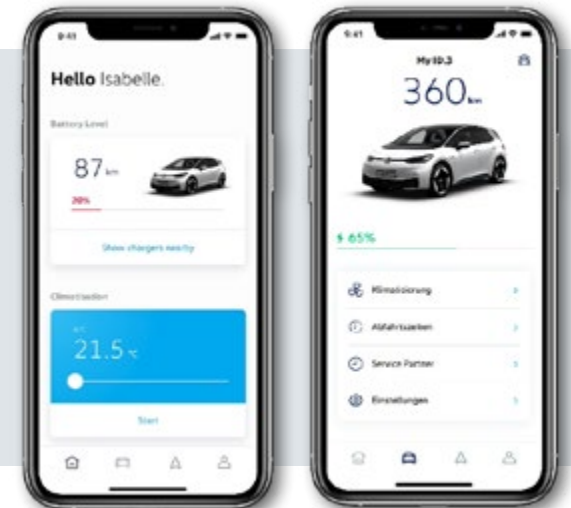 9:41
Hello Isabelle.
Battery Level
87 km
20%
Show chargers nearby
Climatisation
21.5 °C
Start
9:41
My ID.3
360 km
65%
Klimatisierung
Abfahrtszeiten
Service Partner
Einstellungen